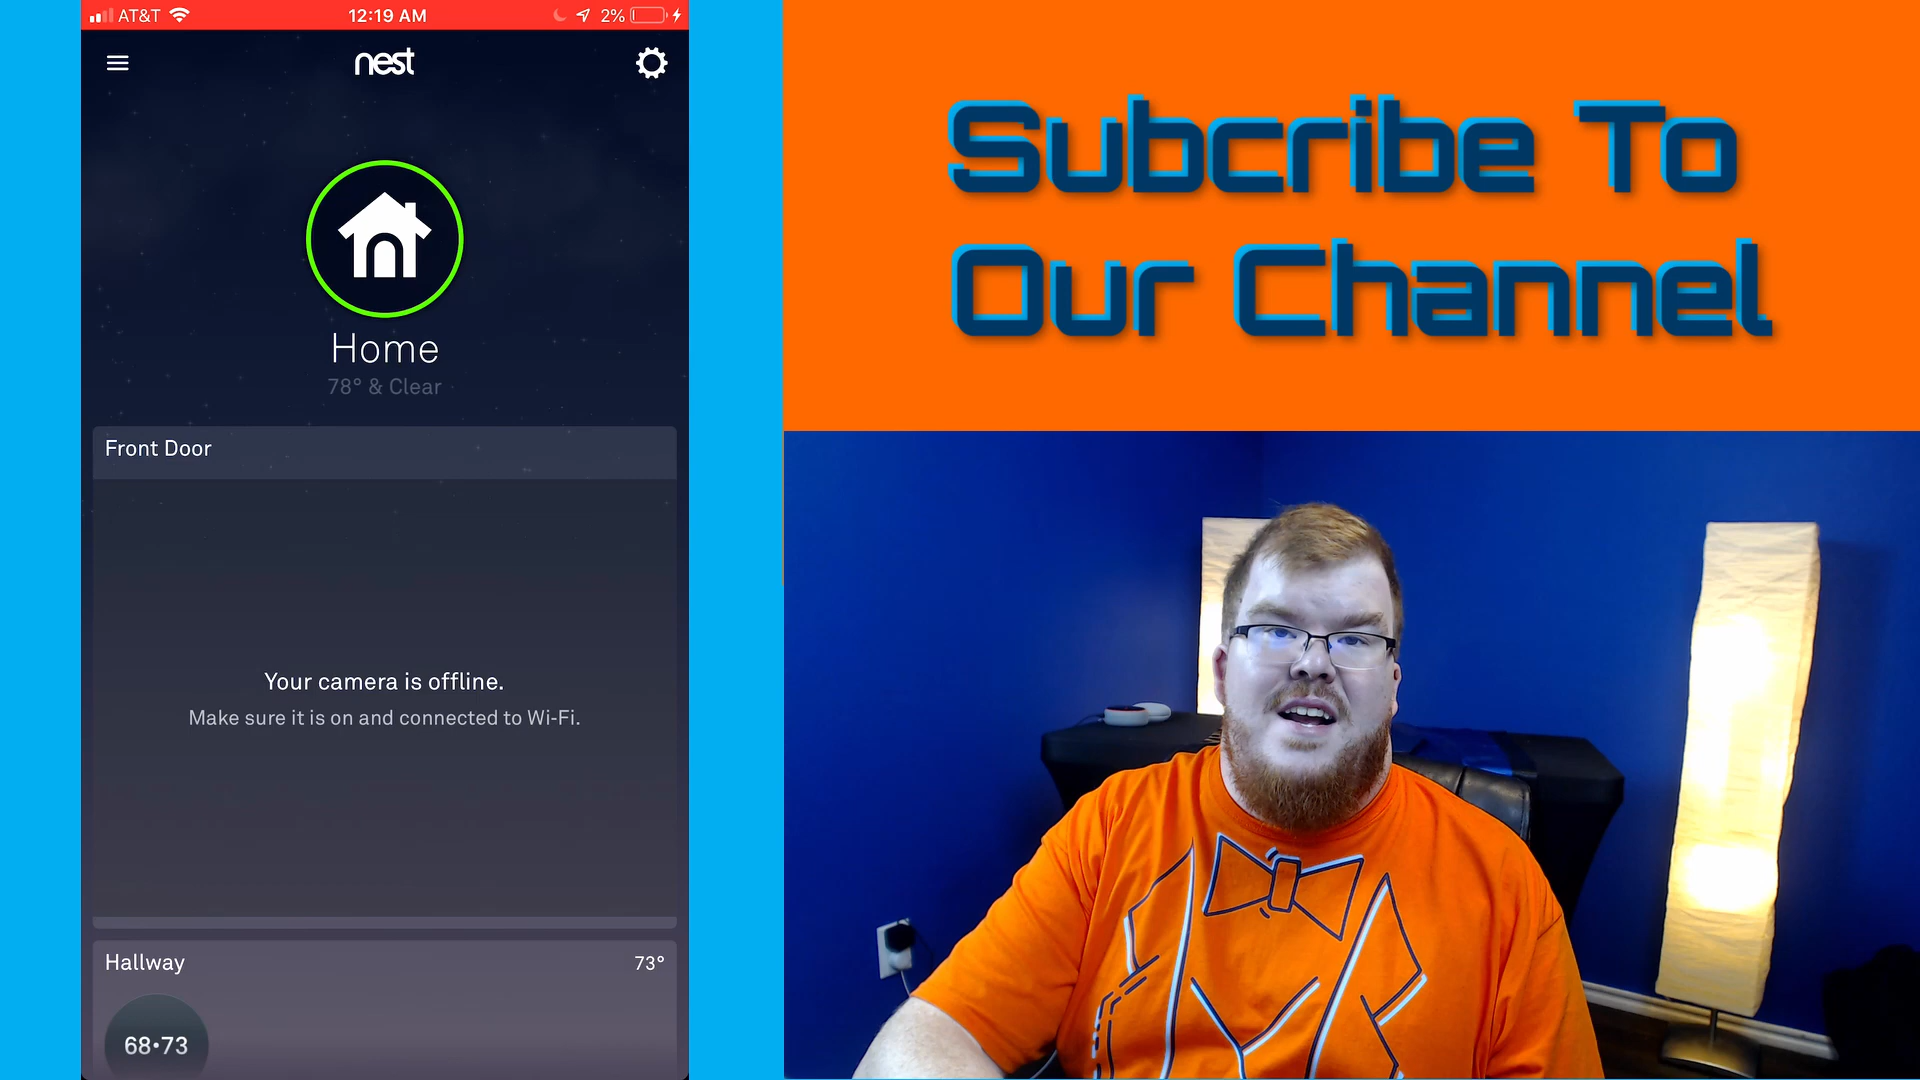 AT&T 12:19 AM 2%
nest
Home
78° & Clear
Front Door
Your camera is offline.
Make sure it is on and connected to Wi-Fi.
Hallway 73°
68•73
Subcribe To
Our Channel